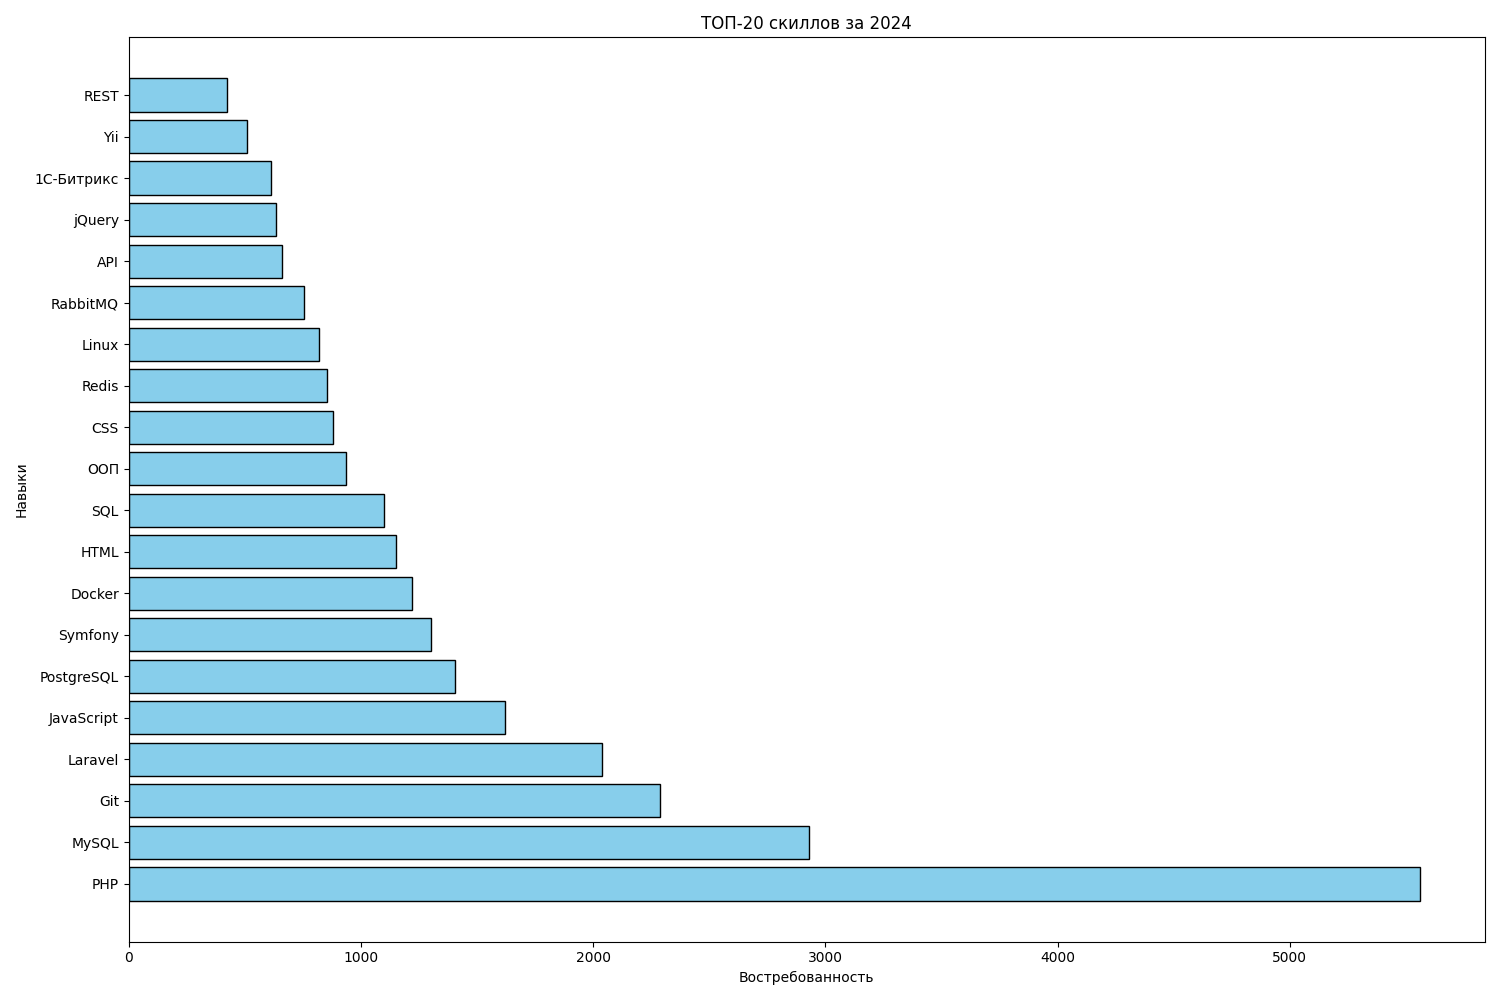 ТОП-20 скиллов за 2024
Навыки
REST
Yii
1С-Битрикс
jQuery
API
RabbitMQ
Linux
Redis
CSS
ООП
SQL
HTML
Docker
Symfony
PostgreSQL
JavaScript
Laravel
Git
MySQL
PHP
0 1000 2000 3000 4000 5000
Востребованность